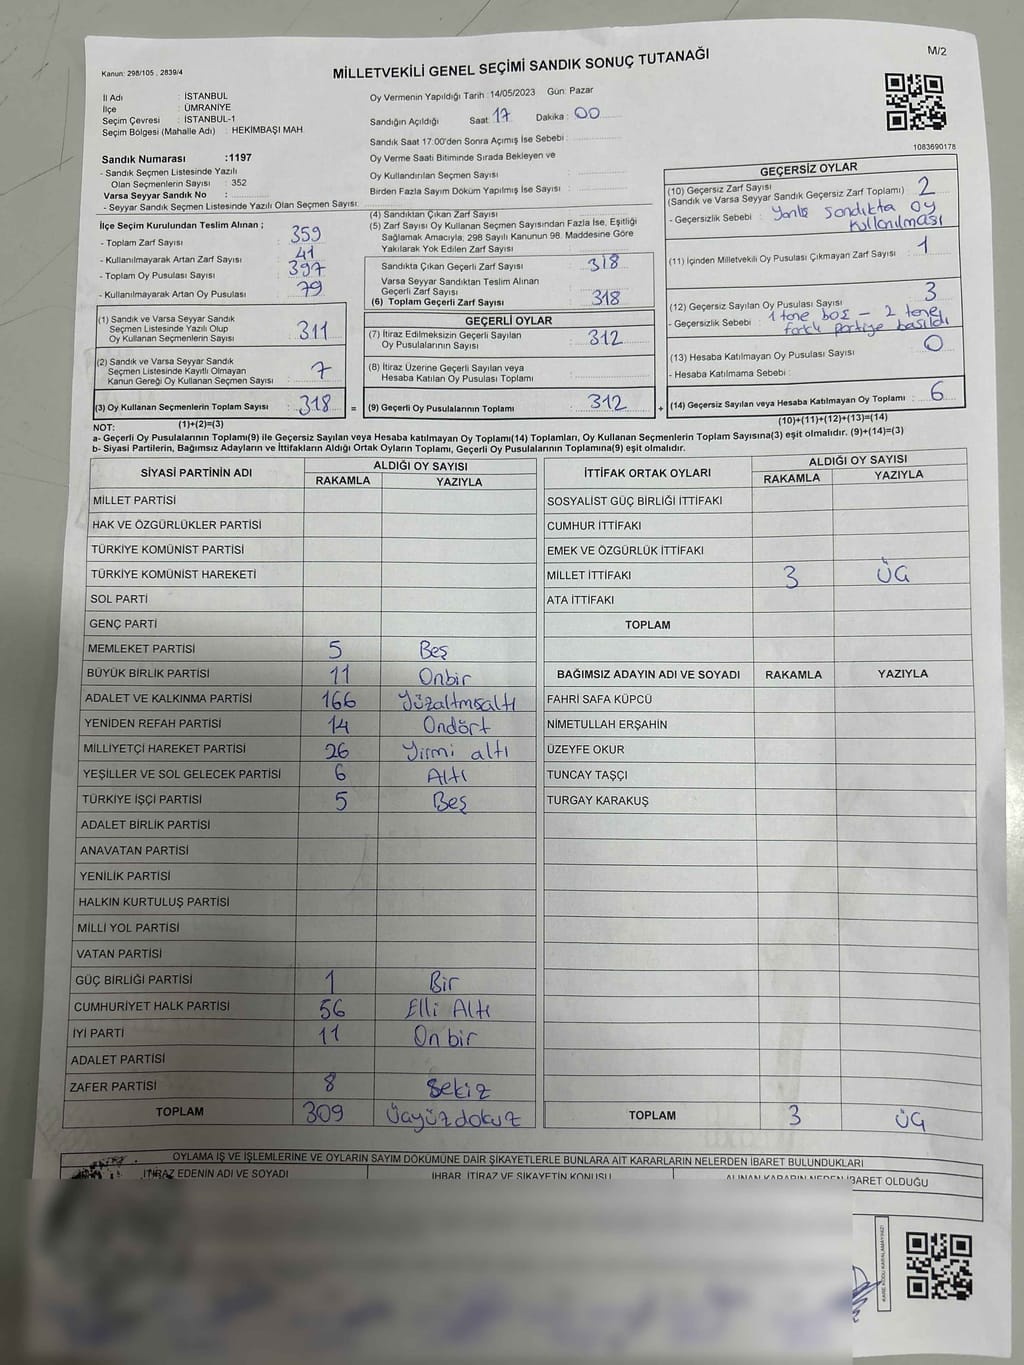 M/2
Kanun: 298/105 , 2839/4
MİLLETVEKİLİ GENEL SEÇİMİ SANDIK SONUÇ TUTANAĞI
İl Adı : İSTANBUL
İlçe : ÜMRANİYE
Seçim Çevresi : İSTANBUL-1
Seçim Bölgesi (Mahalle Adı) : HEKİMBAŞI MAH.
Sandık Numarası :1197
- Sandık Seçmen Listesinde Yazılı
Olan Seçmenlerin Sayısı : 352
Varsa Seyyar Sandık No :
- Seyyar Sandık Seçmen Listesinde Yazılı Olan Seçmen Sayısı:
Oy Vermenin Yapıldığı Tarih : 14/05/2023 Gün: Pazar
Sandığın Açıldığı Saat : 17 Dakika : 00
Sandık Saat 17.00'den Sonra Açımış İse Sebebi :
Oy Verme Saati Bitiminde Sırada Bekleyen ve
Oy Kullandırılan Seçmen Sayısı :
Birden Fazla Sayım Döküm Yapılmış İse Sayısı :
1083690178
İlçe Seçim Kurulundan Teslim Alınan ;
- Toplam Zarf Sayısı : 359
- Kullanılmayarak Artan Zarf Sayısı : 41
- Toplam Oy Pusulası Sayısı : 397
- Kullanılmayarak Artan Oy Pusulası : 79
(1) Sandık ve Varsa Seyyar Sandık
Seçmen Listesinde Yazılı Olup
Oy Kullanan Seçmenlerin Sayısı : 311
(2) Sandık ve Varsa Seyyar Sandık
Seçmen Listesinde Kayıtlı Olmayan
Kanun Gereği Oy Kullanan Seçmen Sayısı : 7
(3) Oy Kullanan Seçmenlerin Toplam Sayısı : 318
(1)+(2)=(3)
(4) Sandıktan Çıkan Zarf Sayısı :
(5) Zarf Sayısı Oy Kullanan Seçmen Sayısından Fazla İse, Eşitliği
Sağlamak Amacıyla, 298 Sayılı Kanunun 98. Maddesine Göre
Yakılarak Yok Edilen Zarf Sayısı :
Sandıkta Çıkan Geçerli Zarf Sayısı : 318
Varsa Seyyar Sandıktan Teslim Alınan
Geçerli Zarf Sayısı :
(6) Toplam Geçerli Zarf Sayısı : 318
GEÇERLİ OYLAR
(7) İtiraz Edilmeksizin Geçerli Sayılan
Oy Pusulalarının Sayısı : 312
(8) İtiraz Üzerine Geçerli Sayılan veya
Hesaba Katılan Oy Pusulası Toplamı :
= (9) Geçerli Oy Pusulalarının Toplamı : 312
GEÇERSİZ OYLAR
(10) Geçersiz Zarf Sayısı
(Sandık ve Varsa Seyyar Sandık Geçersiz Zarf Toplamı) : 2
- Geçersizlik Sebebi : Yanlış sandıkta oy
kullanılması
(11) İçinden Milletvekili Oy Pusulası Çıkmayan Zarf Sayısı : 1
(12) Geçersiz Sayılan Oy Pusulası Sayısı : 3
- Geçersizlik Sebebi : 1 tane boş - 2 tane
farklı partiye basıldı
(13) Hesaba Katılmayan Oy Pusulası Sayısı : 0
- Hesaba Katılmama Sebebi :
+ (14) Geçersiz Sayılan veya Hesaba Katılmayan Oy Toplamı : 6
(10)+(11)+(12)+(13)=(14)
NOT:
a- Geçerli Oy Pusulalarının Toplamı(9) ile Geçersiz Sayılan veya Hesaba katılmayan Oy Toplamı(14) Toplamları, Oy Kullanan Seçmenlerin Toplam Sayısına(3) eşit olmalıdır. (9)+(14)=(3)
b- Siyasi Partilerin, Bağımsız Adayların ve İttifakların Aldığı Oyların Toplamı, Geçerli Oy Pusulalarının Toplamına(9) eşit olmalıdır.
SİYASİ PARTİNİN ADI ALDIĞI OY SAYISI
RAKAMLA YAZIYLA
MİLLET PARTİSİ
HAK VE ÖZGÜRLÜKLER PARTİSİ
TÜRKİYE KOMÜNİST PARTİSİ
TÜRKİYE KOMÜNİST HAREKETİ
SOL PARTİ
GENÇ PARTİ
MEMLEKET PARTİSİ 5 Beş
BÜYÜK BİRLİK PARTİSİ 11 Onbir
ADALET VE KALKINMA PARTİSİ 166 Yüzaltmışaltı
YENİDEN REFAH PARTİSİ 14 Ondört
MİLLİYETÇİ HAREKET PARTİSİ 26 Yirmi altı
YEŞİLLER VE SOL GELECEK PARTİSİ 6 Altı
TÜRKİYE İŞÇİ PARTİSİ 5 Beş
ADALET BİRLİK PARTİSİ
ANAVATAN PARTİSİ
YENİLİK PARTİSİ
HALKIN KURTULUŞ PARTİSİ
MİLLİ YOL PARTİSİ
VATAN PARTİSİ
GÜÇ BİRLİĞİ PARTİSİ 1 Bir
CUMHURİYET HALK PARTİSİ 56 Elli Altı
İYİ PARTİ 11 On bir
ADALET PARTİSİ
ZAFER PARTİSİ 8 Sekiz
TOPLAM 309 Üçyüzdokuz
İTTİFAK ORTAK OYLARI ALDIĞI OY SAYISI
RAKAMLA YAZIYLA
SOSYALİST GÜÇ BİRLİĞİ İTTİFAKI
CUMHUR İTTİFAKI
EMEK VE ÖZGÜRLÜK İTTİFAKI
MİLLET İTTİFAKI 3 ÜÇ
ATA İTTİFAKI
TOPLAM
BAĞIMSIZ ADAYIN ADI VE SOYADI RAKAMLA YAZIYLA
FAHRİ SAFA KÜPCÜ
NİMETULLAH ERŞAHİN
ÜZEYFE OKUR
TUNCAY TAŞÇI
TURGAY KARAKUŞ
TOPLAM 3 ÜÇ
OYLAMA İŞ VE İŞLEMLERİNE VE OYLARIN SAYIM DÖKÜMÜNE DAİR ŞİKAYETLERLE BUNLARA AİT KARARLARIN NELERDEN İBARET BULUNDUKLARI
İTİRAZ EDENİN ADI VE SOYADI İHBAR, İTİRAZ VE ŞİKAYETİN KONUSU ALINAN KARARIN NEDEN İBARET OLDUĞU
KARE KODU KARALAMAYINIZ!